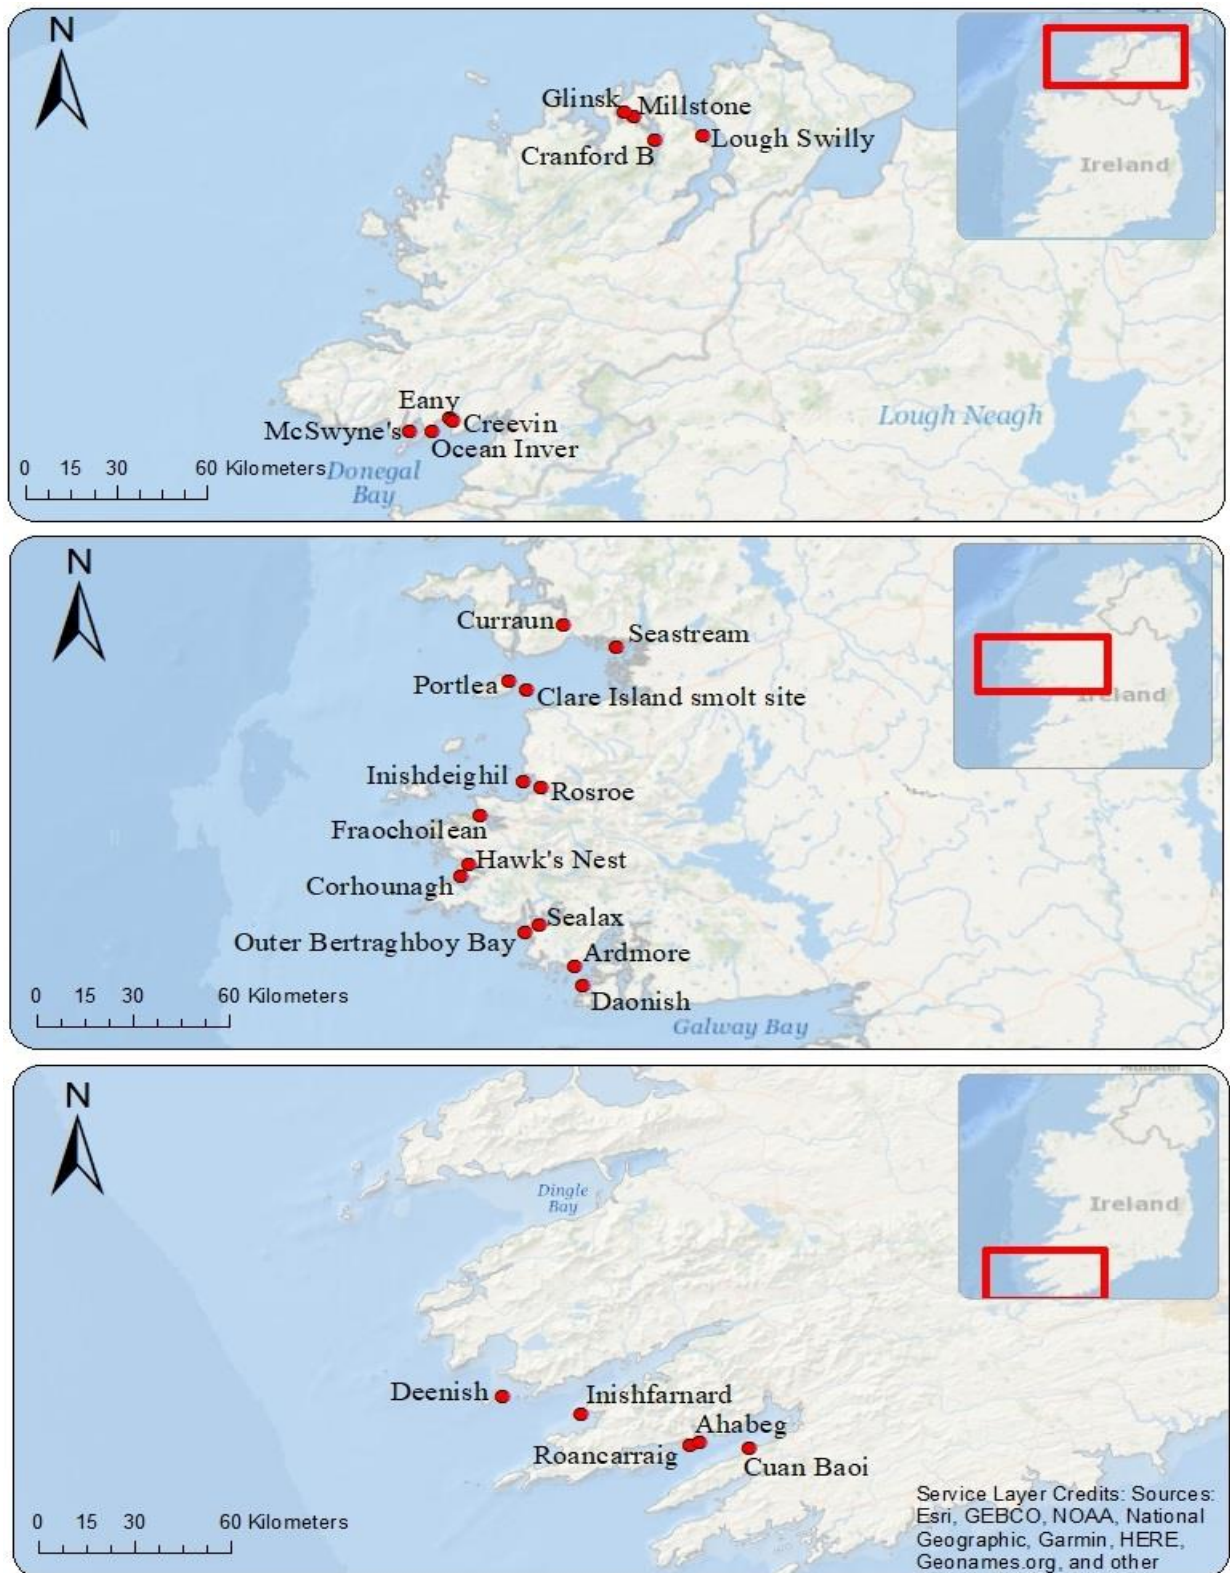 N
Glinsk
Millstone
Cranford B
Lough Swilly
Ireland
Eany
McSwyne's
Creevin
Ocean Inver
Lough Neagh
0 15 30 60 Kilometers
Donegal
Bay
N
Curraun
Seastream
Portlea
Clare Island smolt site
Ireland
Inishdeighil
Rosroe
Fraochoilean
Hawk's Nest
Corhounagh
Sealax
Outer Bertraghboy Bay
Ardmore
Daonish
0 15 30 60 Kilometers
Galway Bay
N
Dingle
Bay
Ireland
Deenish
Inishfarnard
Ahabeg
Roancarraig
Cuan Baoi
0 15 30 60 Kilometers
Service Layer Credits: Sources:
Esri, GEBCO, NOAA, National
Geographic, Garmin, HERE,
Geonames.org, and other